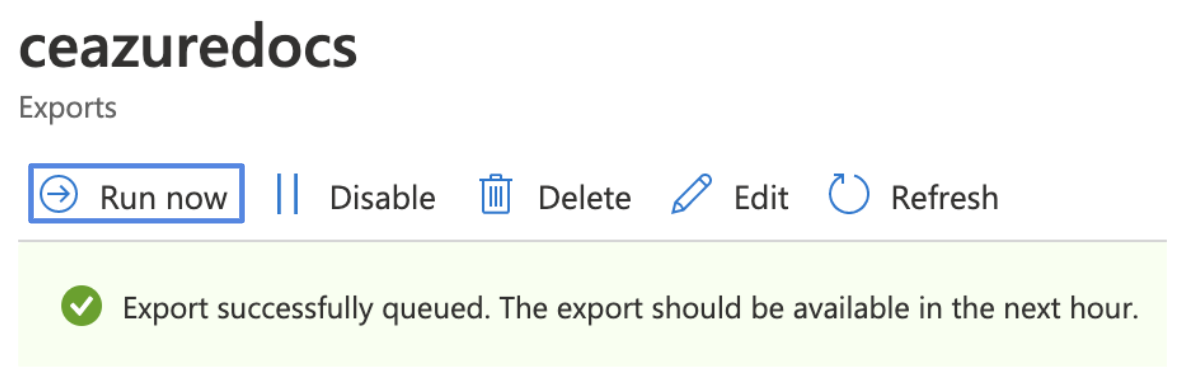 ceazuredocs
Exports
Run now Disable Delete Edit Refresh
Export successfully queued. The export should be available in the next hour.